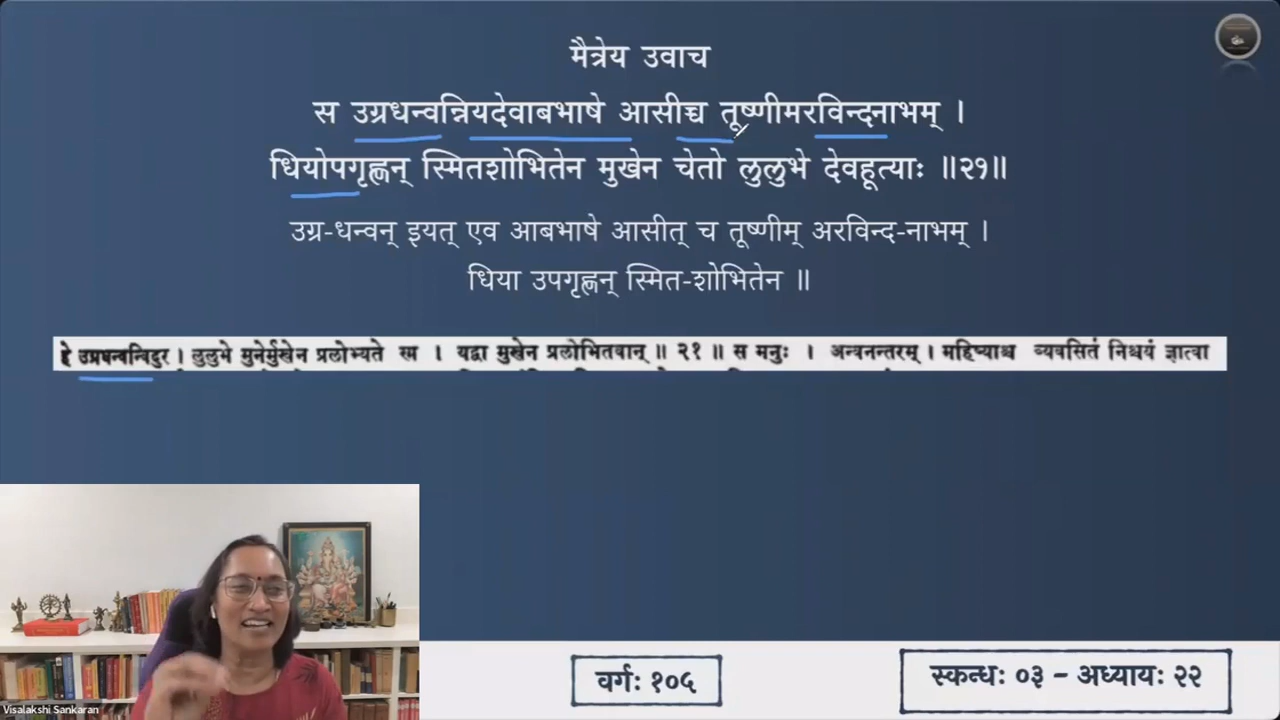 मैत्रेय उवाच
स उग्रधन्वन्नियदेवाबभाषे आसीच्च तूष्णीमरविन्दनाभम् ।
धियोपगृह्णन् स्मितशोभितेन मुखेन चेतो लुलुभे देवहूत्याः ॥२१॥
उग्र-धन्वन् इयत् एव आबभाषे आसीत् च तूष्णीम् अरविन्द-नाभम् ।
धिया उपगृह्णन् स्मित-शोभितेन ॥
हे उग्रधन्वन्विदुर । लुलुभे मुनेर्मुखेन प्रलोभ्यते स्म । यद्वा मुखेन प्रलोभितवान् ॥ २१ ॥ स मनुः । अन्वनन्तरम् । महिष्याश्च व्यवसितं निश्चयं ज्ञात्वा
Visalakshi Sankaran
वर्गः १०५
स्कन्धः ०३ - अध्यायः २२